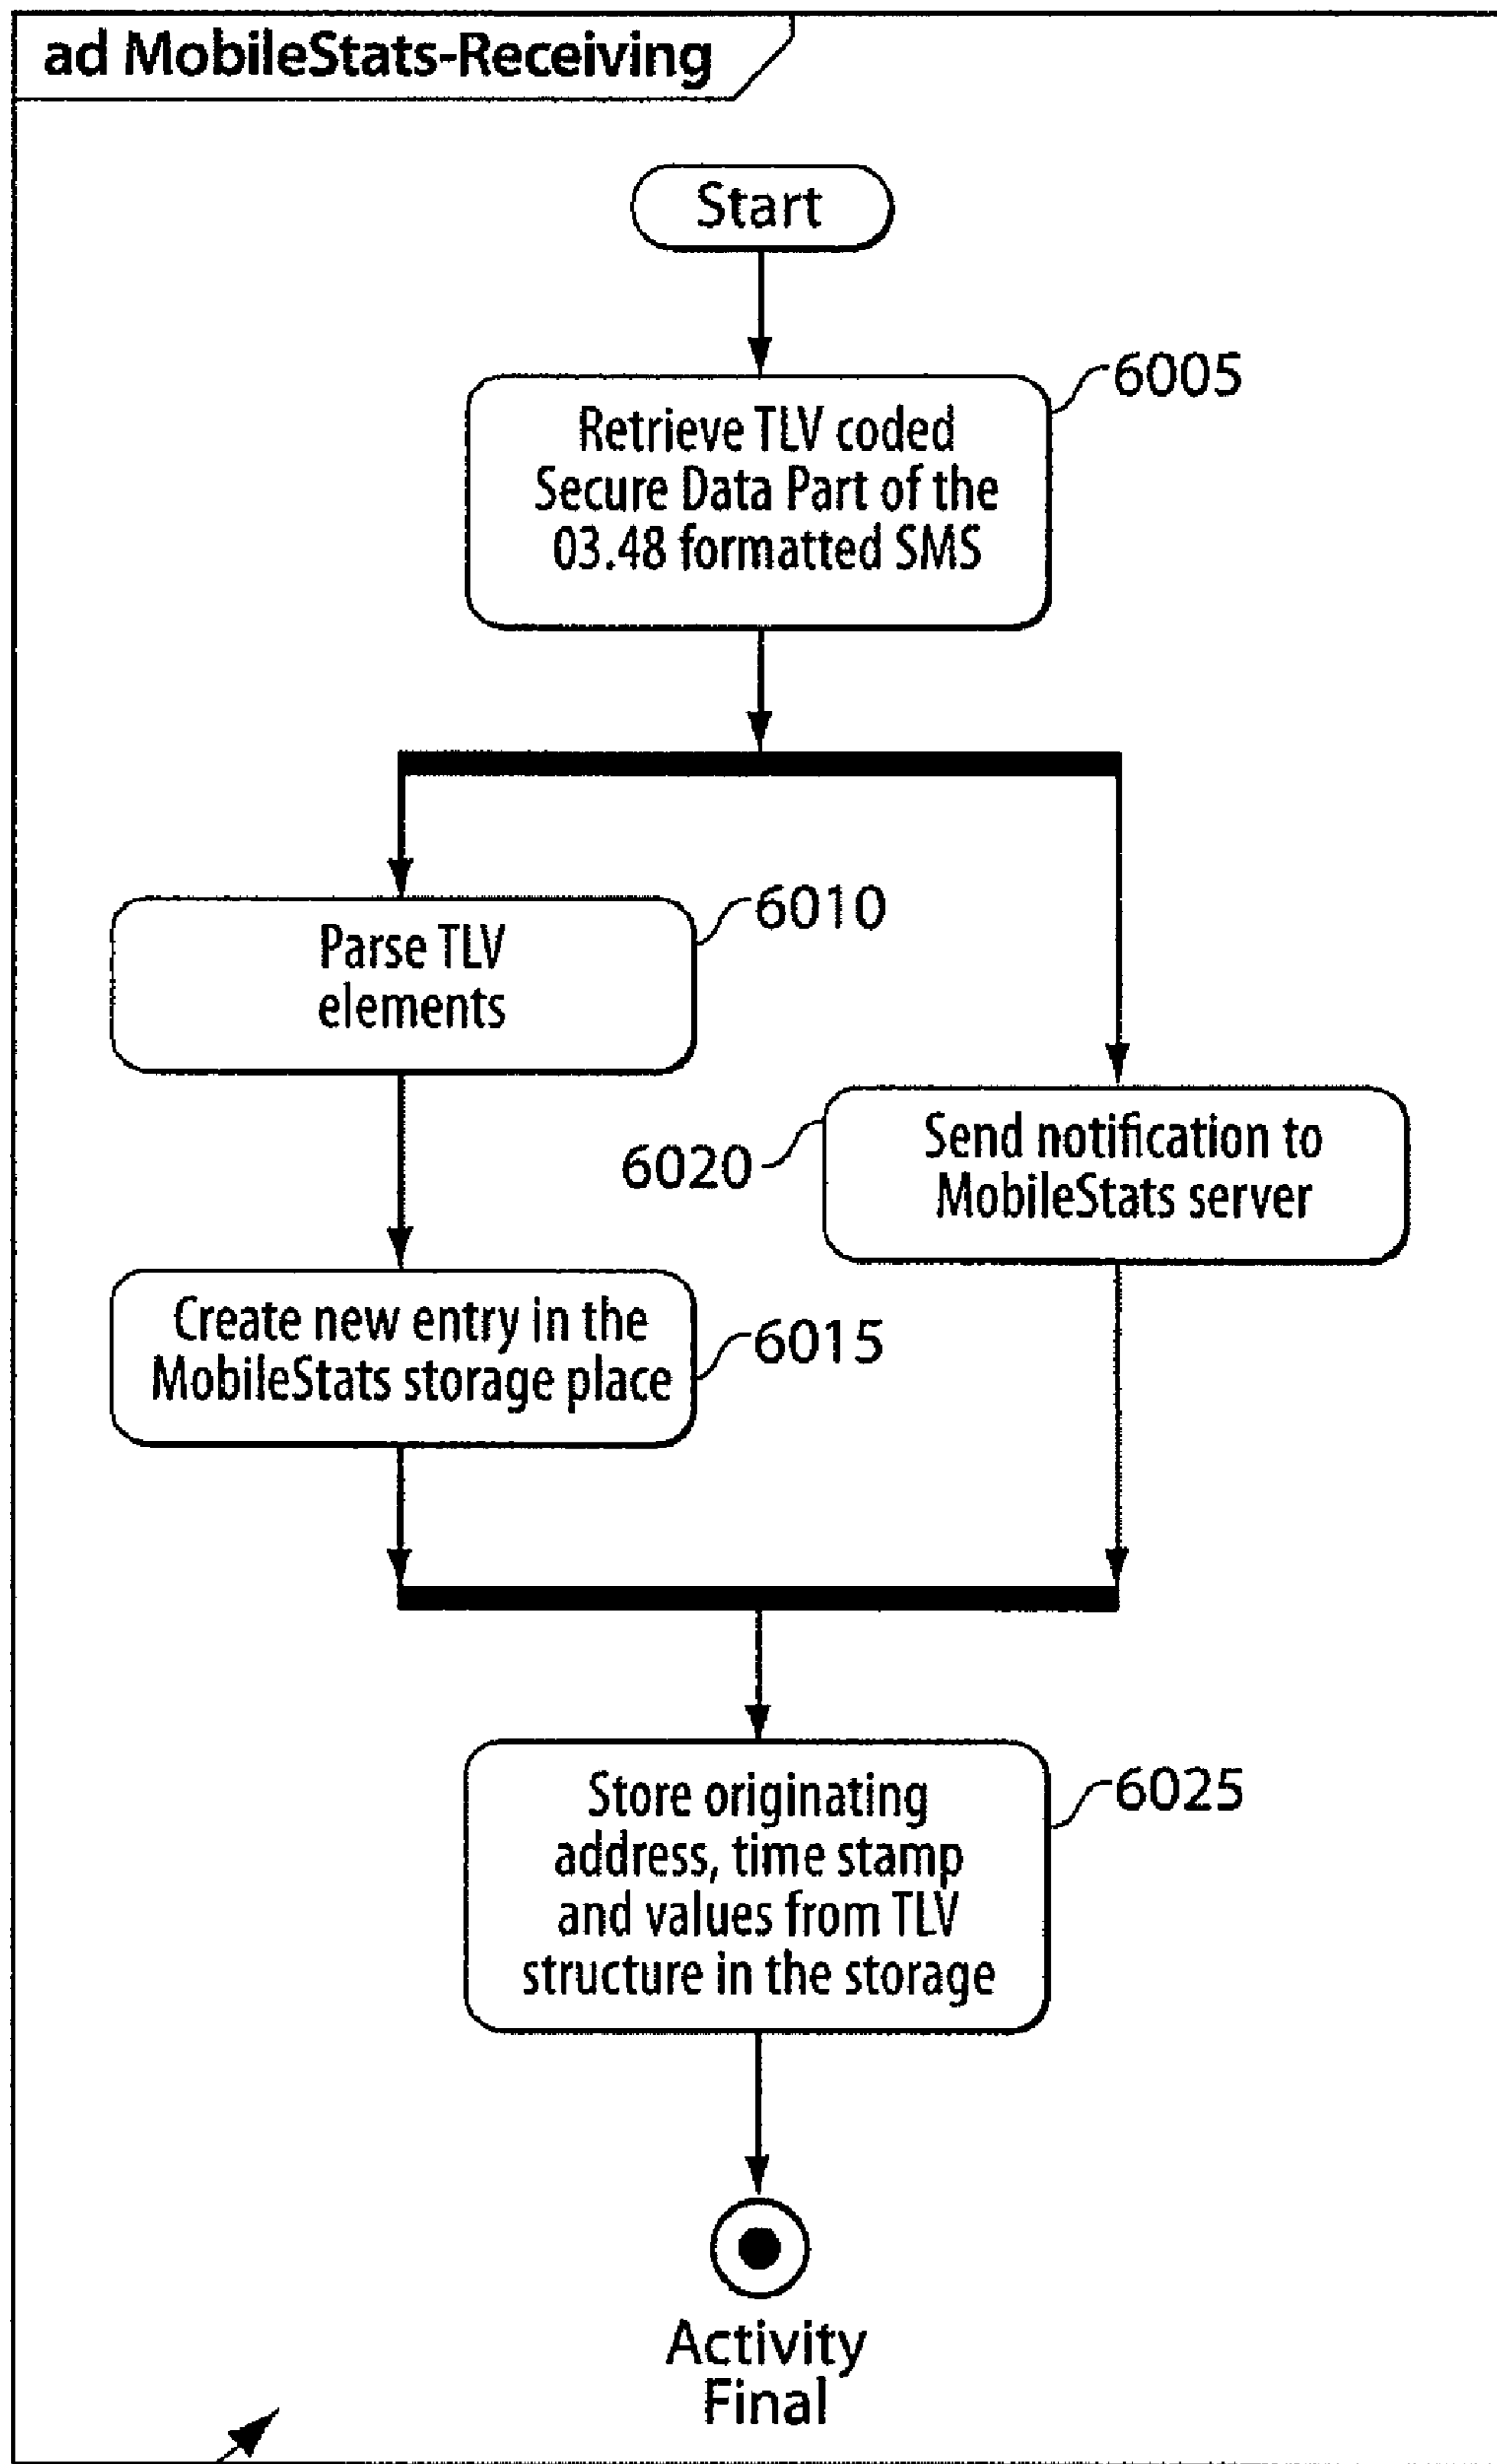 ad MobileStats-Receiving
Start
6005
Retrieve TLV coded
Secure Data Part of the
03.48 formatted SMS
6010
Parse TLV
elements
6020
Send notification to
MobileStats server
Create new entry in the
MobileStats storage place
6015
6025
Store originating
address, time stamp
and values from TLV
structure in the storage
Activity
Final